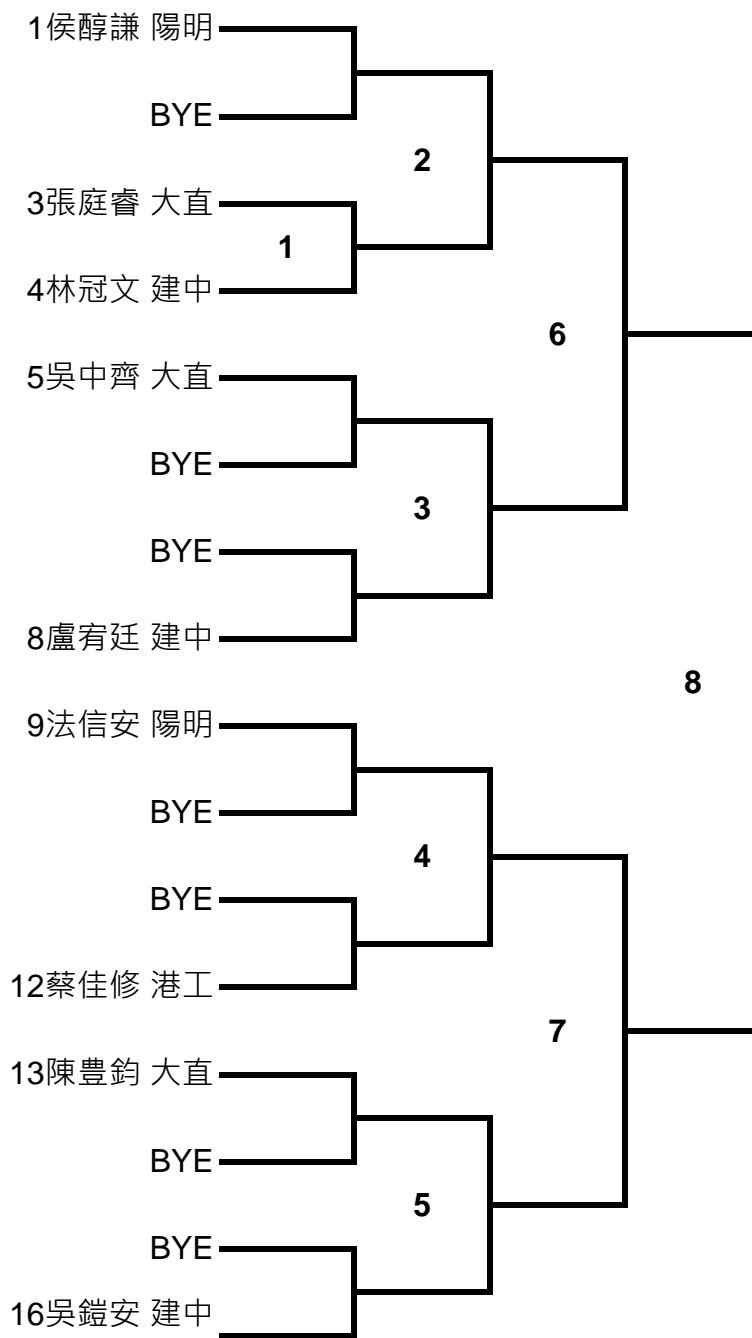 1侯醇謙 陽明
BYE
2
3張庭睿 大直
1
4林冠文 建中
6
5吳中齊 大直
BYE
3
BYE
8盧宥廷 建中
8
9法信安 陽明
BYE
4
BYE
12蔡佳修 港工
7
13陳豊鈞 大直
BYE
5
BYE
16吳鎧安 建中